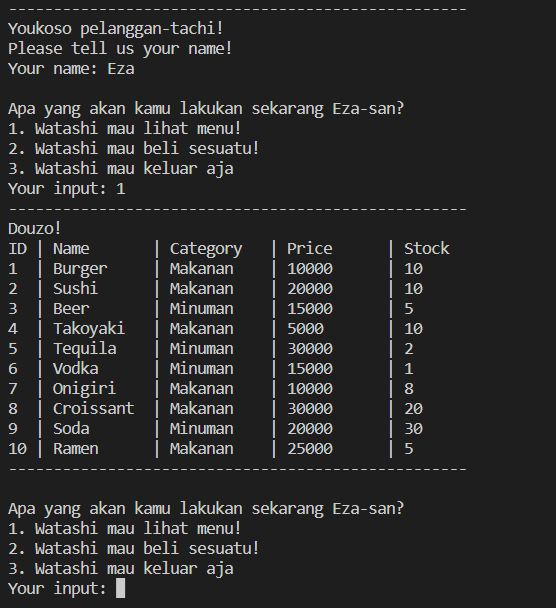 ---------------------------------------------------
Youkoso pelanggan-tachi!
Please tell us your name!
Your name: Eza
Apa yang akan kamu lakukan sekarang Eza-san?
1. Watashi mau lihat menu!
2. Watashi mau beli sesuatu!
3. Watashi mau keluar aja
Your input: 1
---------------------------------------------------
Douzo!
ID | Name       | Category   | Price      | Stock
1  | Burger     | Makanan    | 10000      | 10
2  | Sushi      | Makanan    | 20000      | 10
3  | Beer       | Minuman    | 15000      | 5
4  | Takoyaki   | Makanan    | 5000       | 10
5  | Tequila    | Minuman    | 30000      | 2
6  | Vodka      | Minuman    | 15000      | 1
7  | Onigiri    | Makanan    | 10000      | 8
8  | Croissant  | Makanan    | 30000      | 20
9  | Soda       | Minuman    | 20000      | 30
10 | Ramen      | Makanan    | 25000      | 5
---------------------------------------------------
Apa yang akan kamu lakukan sekarang Eza-san?
1. Watashi mau lihat menu!
2. Watashi mau beli sesuatu!
3. Watashi mau keluar aja
Your input: